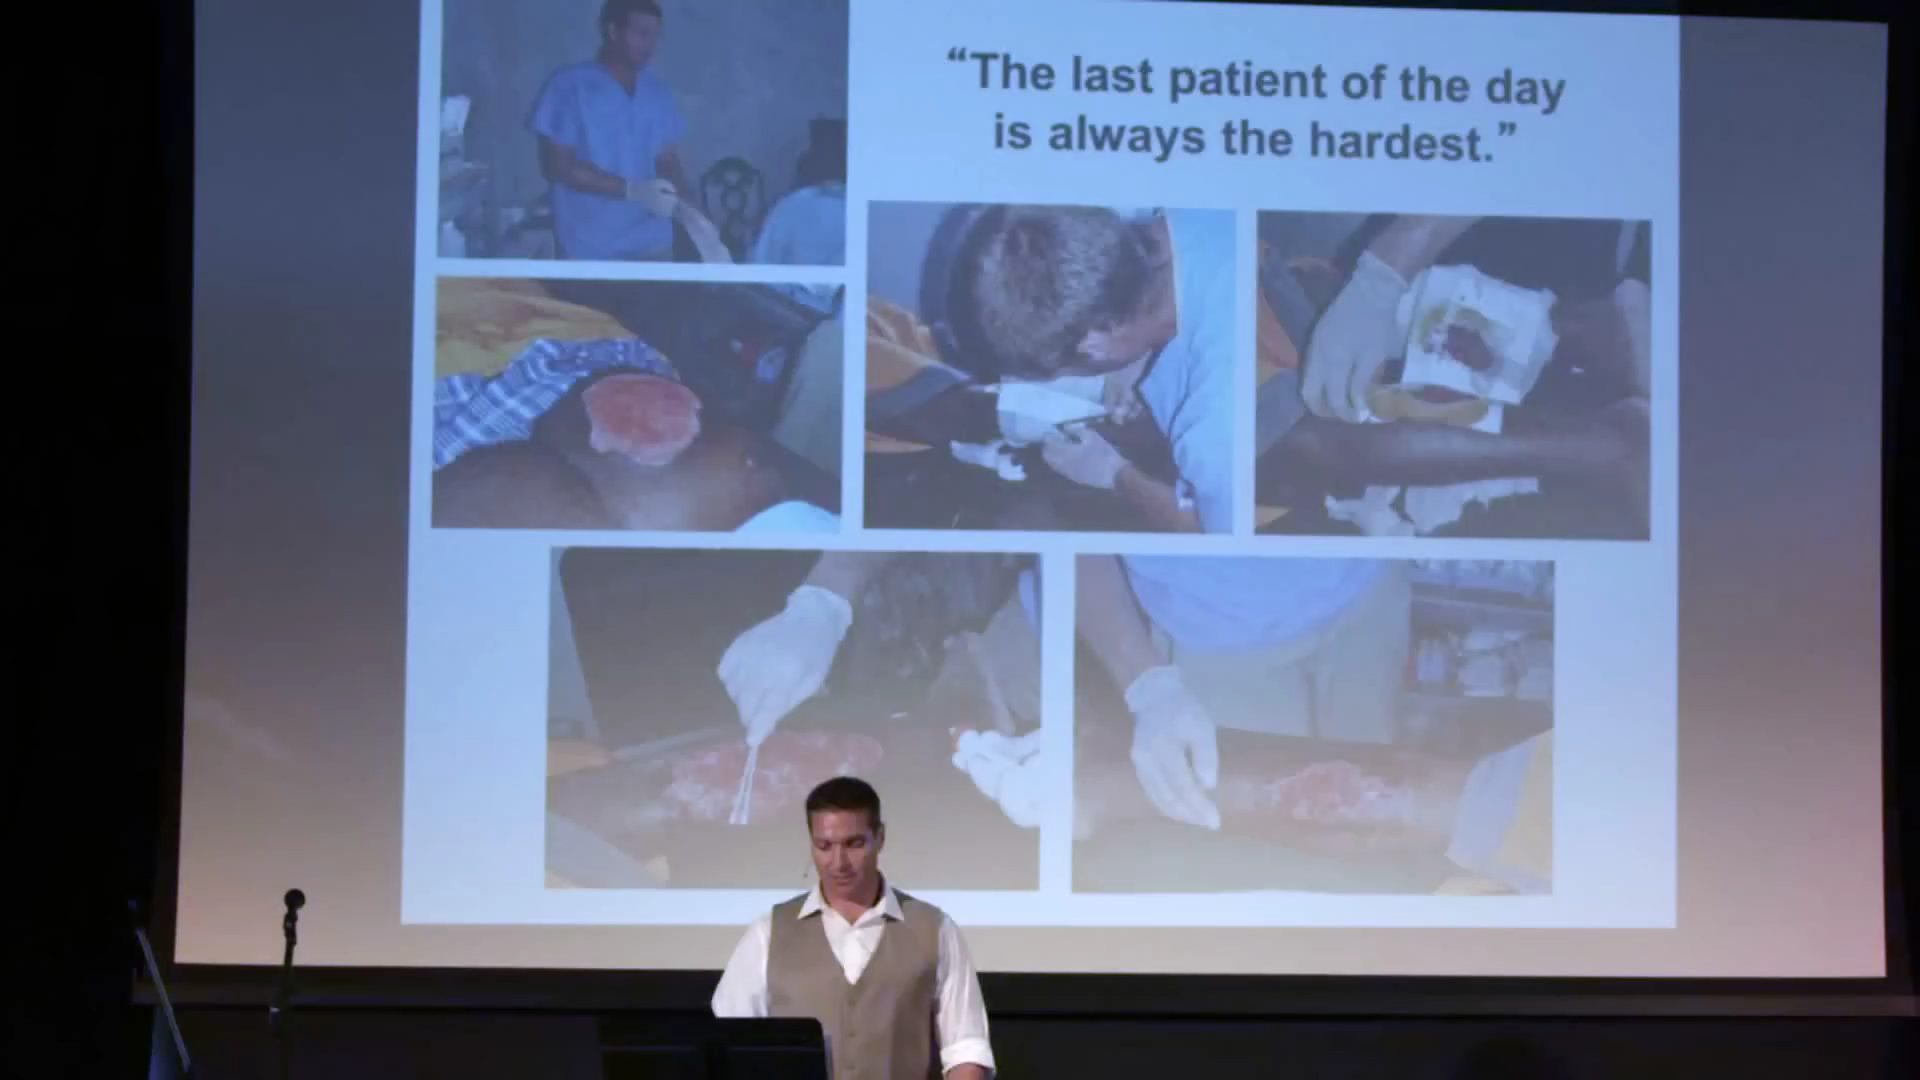 “The last patient of the day
is always the hardest.”